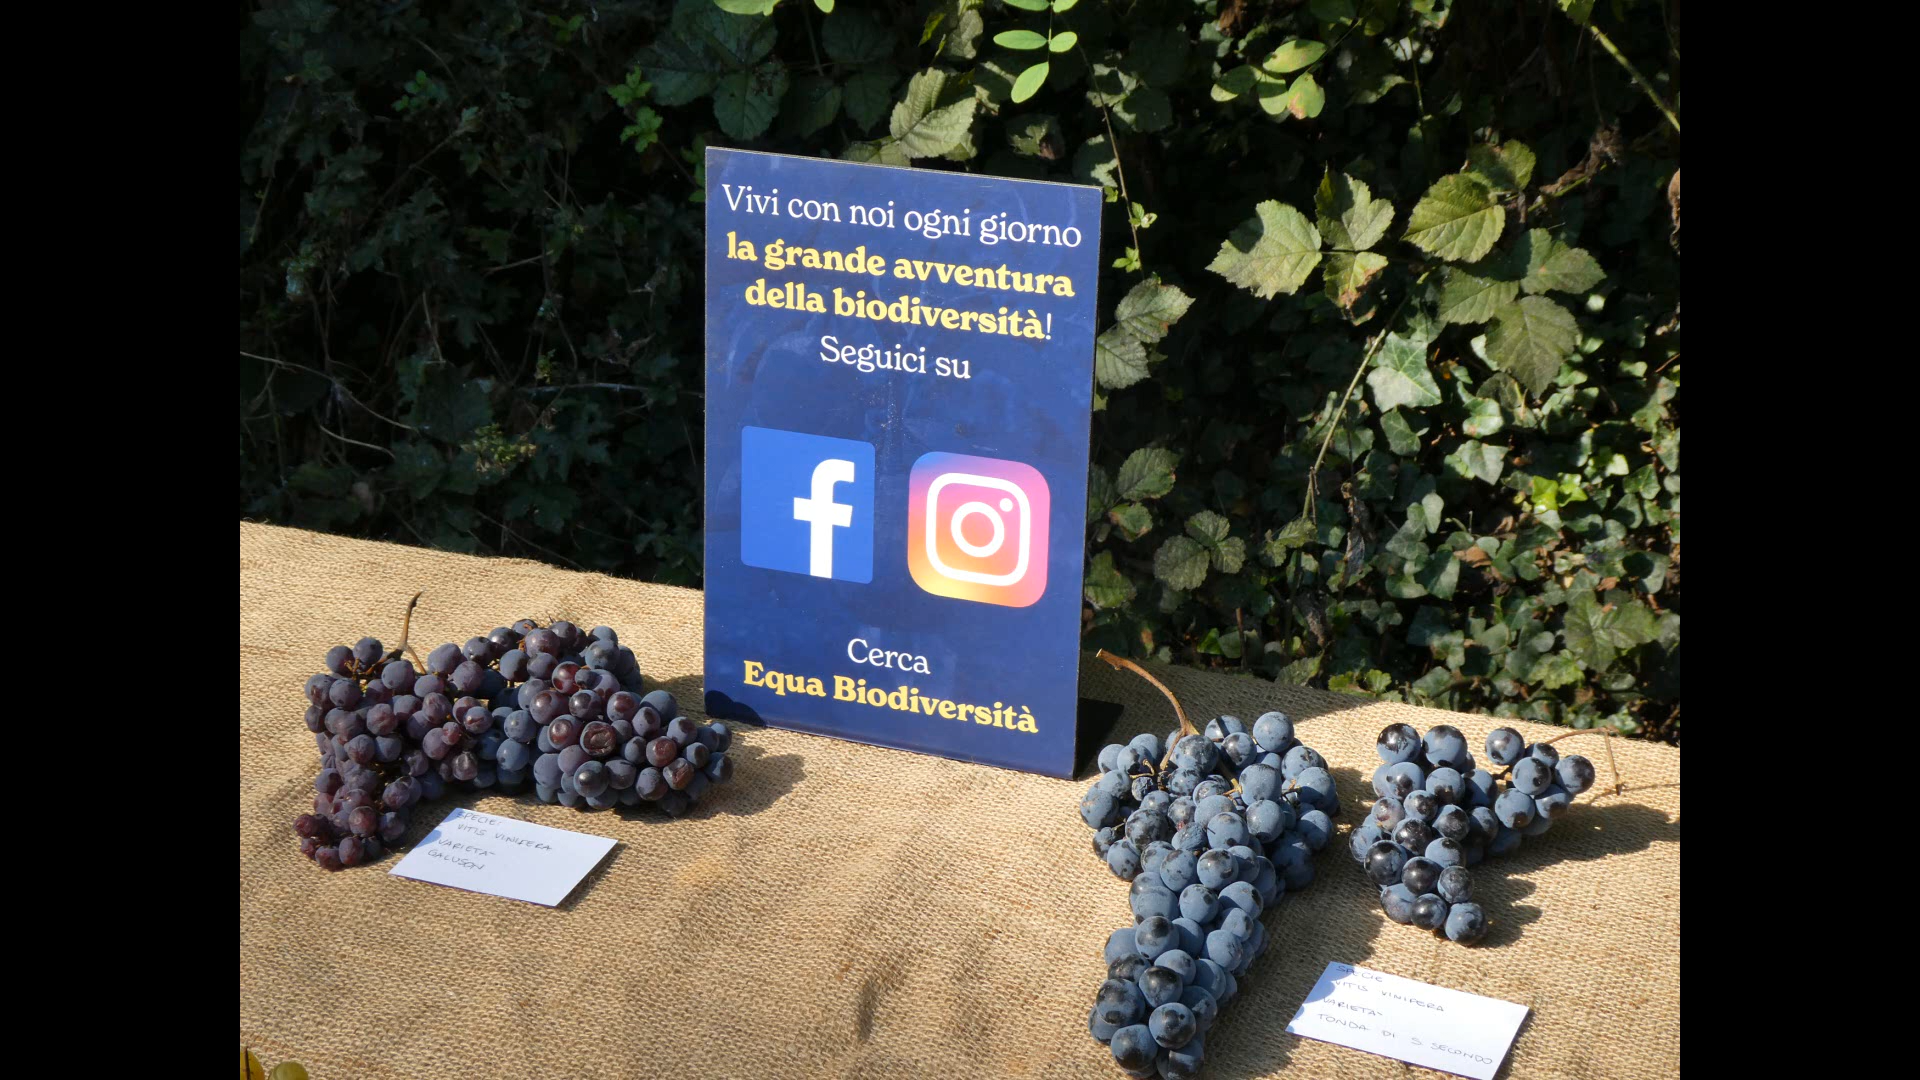 Vivi con noi ogni giorno
la grande avventura
della biodiversità!
Seguici su
f
Cerca
Equa Biodiversità
SPECIE:
VITIS VINIFERA
VARIETA'
GALUSON
SPECIE
VITIS VINIFERA
VARIETA'
TONDA DI S SECONDO